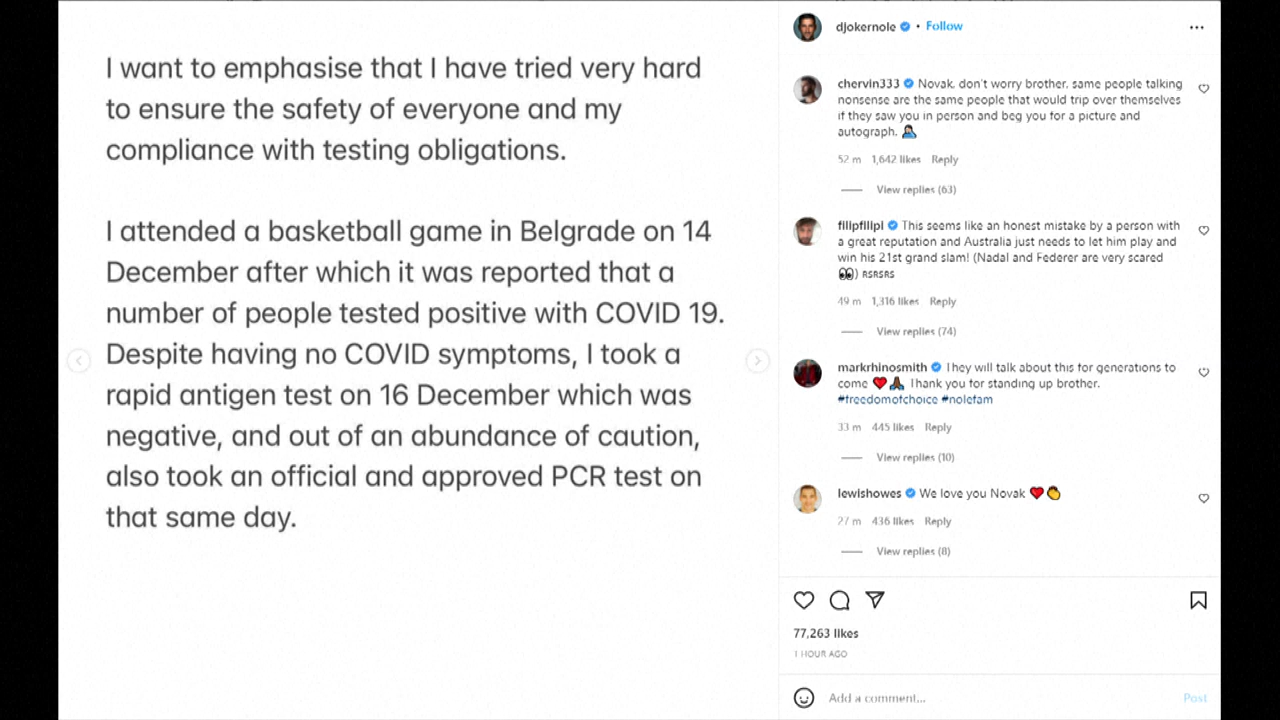 I want to emphasise that I have tried very hard
to ensure the safety of everyone and my
compliance with testing obligations.
I attended a basketball game in Belgrade on 14
December after which it was reported that a
number of people tested positive with COVID 19.
Despite having no COVID symptoms, I took a
rapid antigen test on 16 December which was
negative, and out of an abundance of caution,
also took an official and approved PCR test on
that same day.
djokernole • Follow
chervin333 Novak, don't worry brother, same people talking
nonsense are the same people that would trip over themselves
if they saw you in person and beg you for a picture and
autograph.
52 m 1,642 likes Reply
View replies (63)
filipfilipi This seems like an honest mistake by a person with
a great reputation and Australia just needs to let him play and
win his 21st grand slam! (Nadal and Federer are very scared
) RSRSRS
49 m 1,316 likes Reply
View replies (74)
markrhinosmith They will talk about this for generations to
come Thank you for standing up brother.
#freedomofchoice #nolefam
33 m 445 likes Reply
View replies (10)
lewishowes We love you Novak
27 m 436 likes Reply
View replies (8)
77,263 likes
1 HOUR AGO
Add a comment...
Post